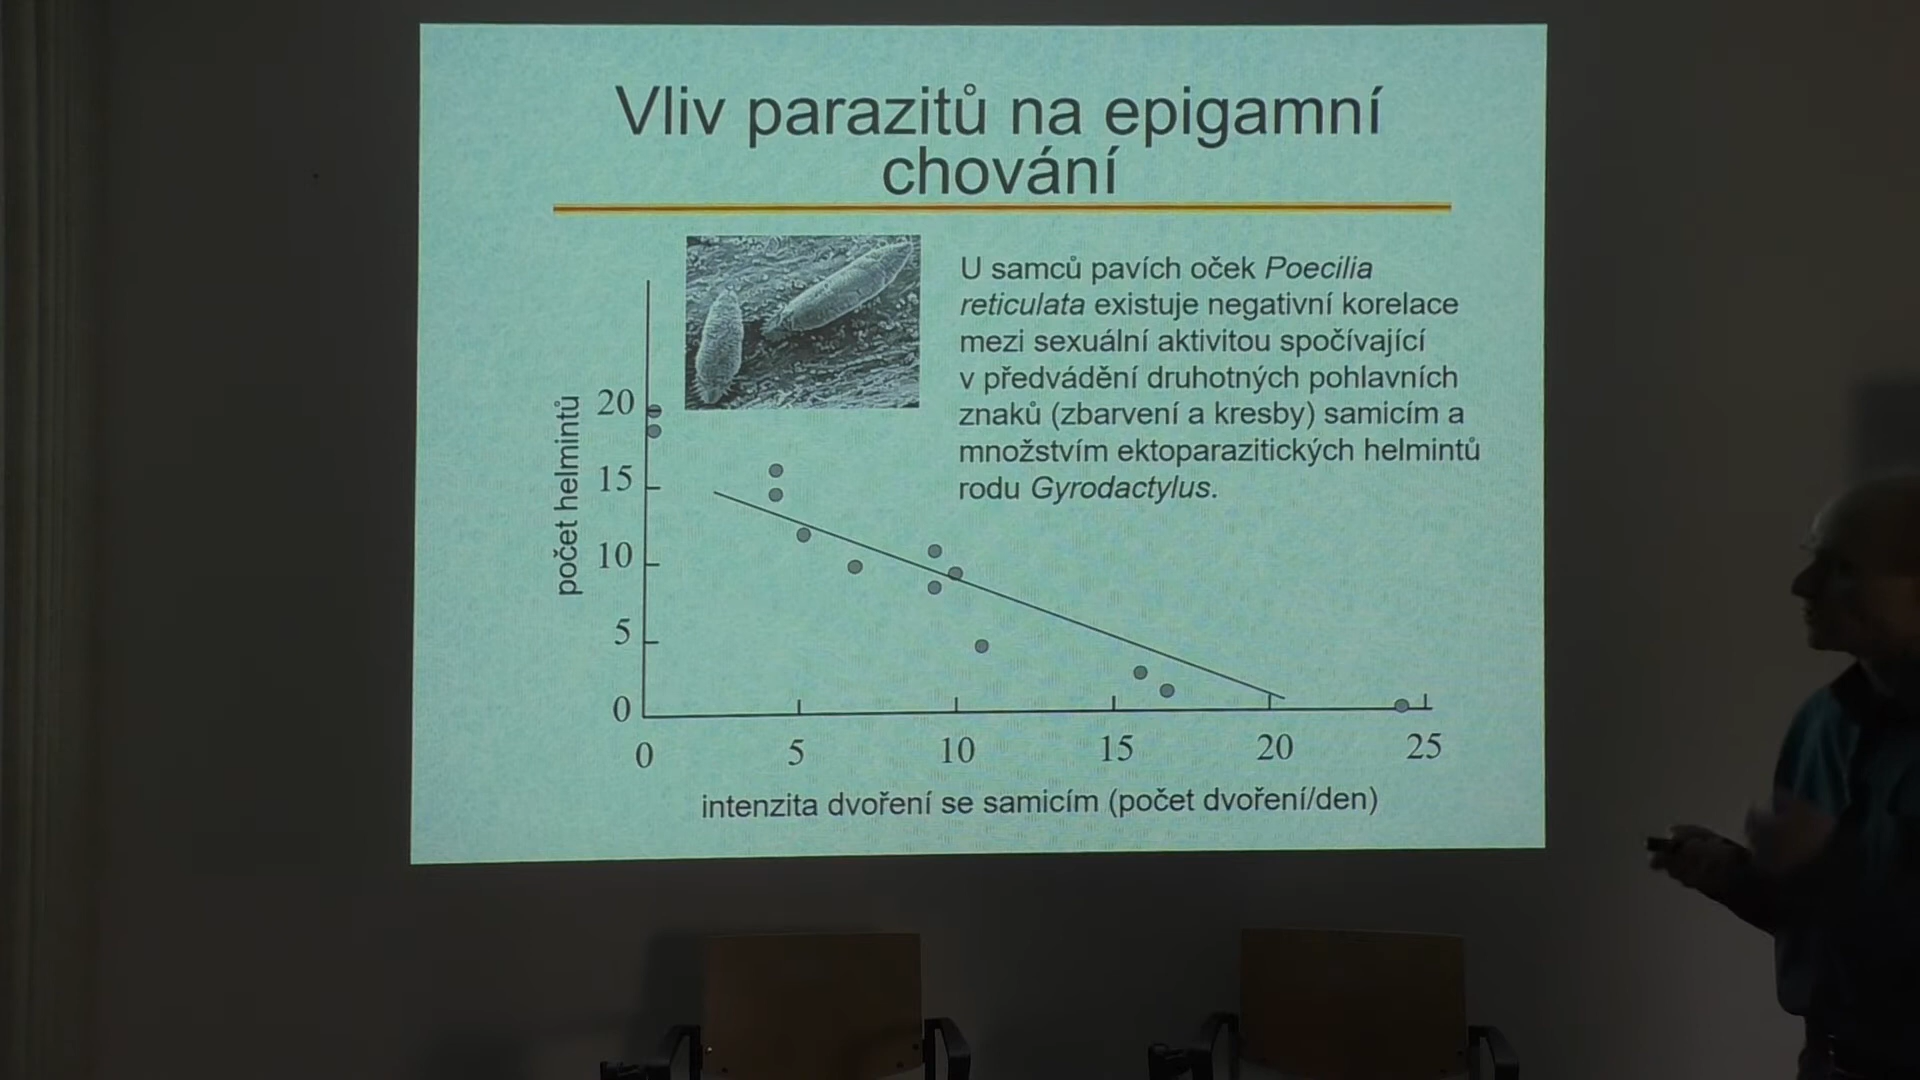 Vliv parazitů na epigamní
chování
U samců pavích oček Poecilia
reticulata existuje negativní korelace
mezi sexuální aktivitou spočívající
v předvádění druhotných pohlavních
znaků (zbarvení a kresby) samicím a
množstvím ektoparazitických helmintů
rodu Gyrodactylus.
počet helmintů
20
15
10
5
0
0 5 10 15 20 25
intenzita dvoření se samicím (počet dvoření/den)